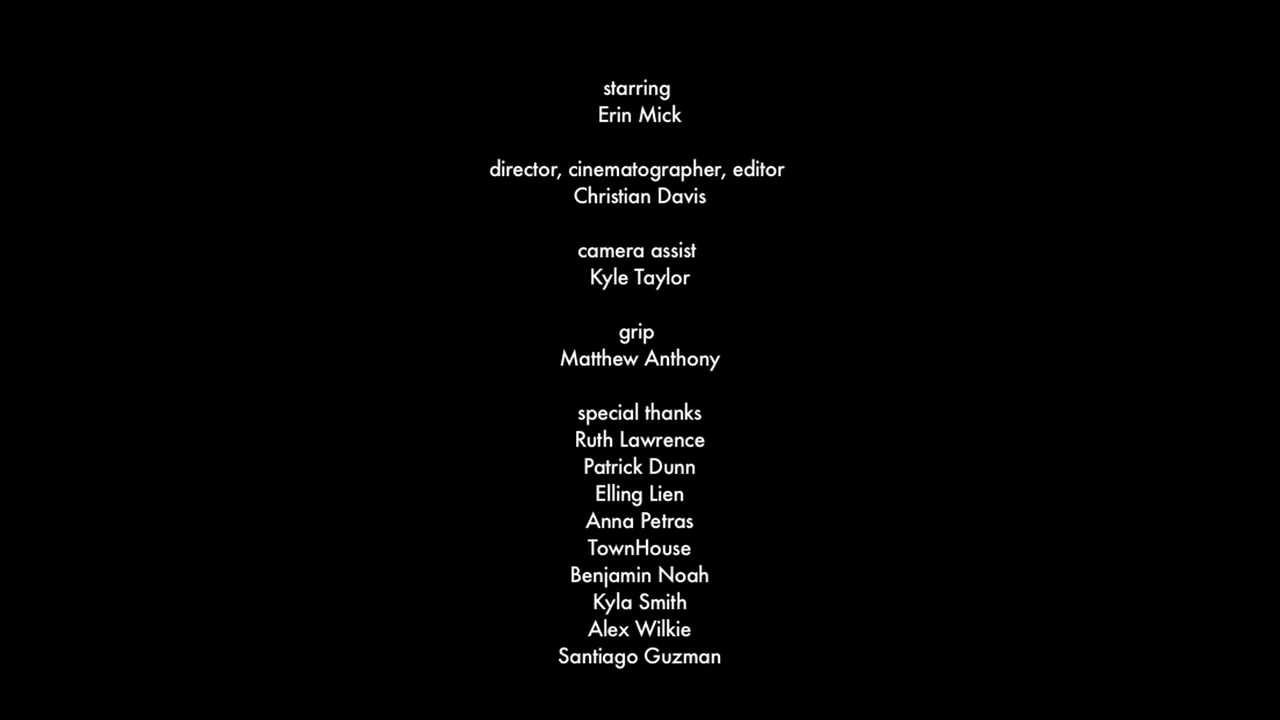 starring
Erin Mick
director, cinematographer, editor
Christian Davis
camera assist
Kyle Taylor
grip
Matthew Anthony
special thanks
Ruth Lawrence
Patrick Dunn
Elling Lien
Anna Petras
TownHouse
Benjamin Noah
Kyla Smith
Alex Wilkie
Santiago Guzman